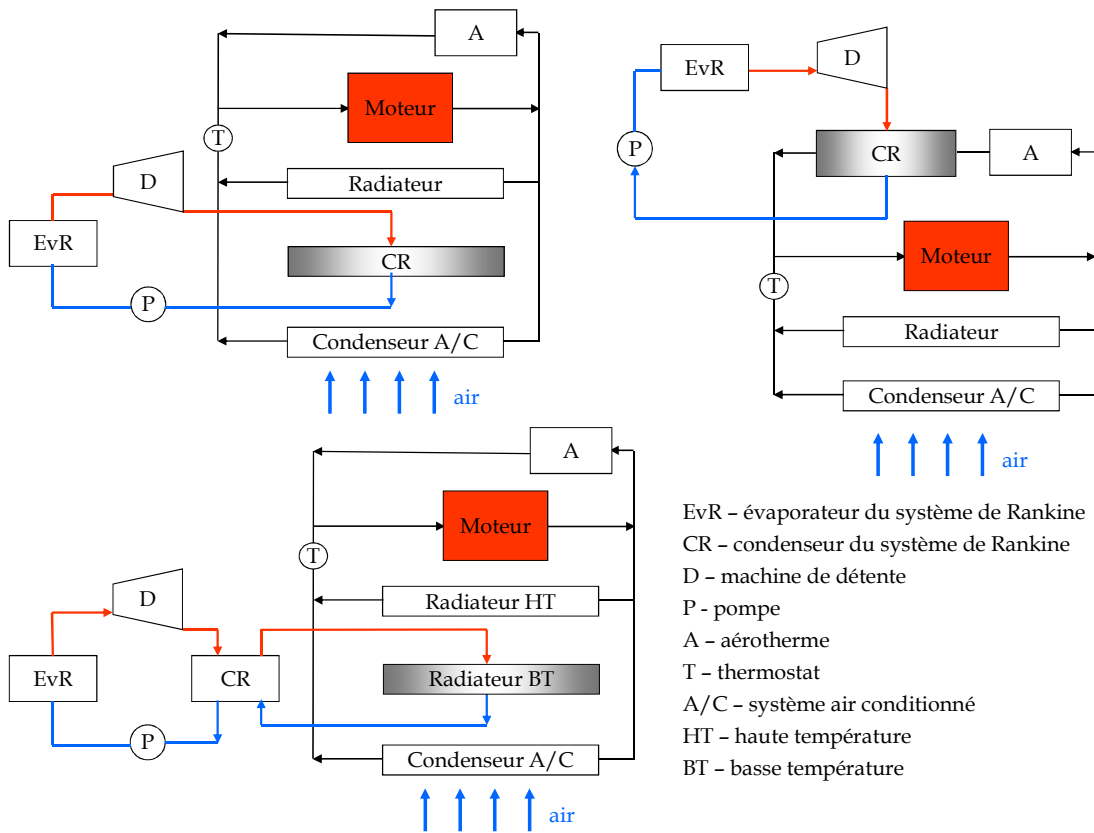 A
Moteur
T
D
Radiateur
EvR
CR
P
Condenseur A/C
air
D
EvR
P
CR
A
Moteur
T
Radiateur
Condenseur A/C
air
A
Moteur
T
D
Radiateur HT
EvR
CR
Radiateur BT
P
Condenseur A/C
air
EvR – évaporateur du système de Rankine
CR – condenseur du système de Rankine
D – machine de détente
P - pompe
A – aérotherme
T – thermostat
A/C – système air conditionné
HT – haute température
BT – basse température